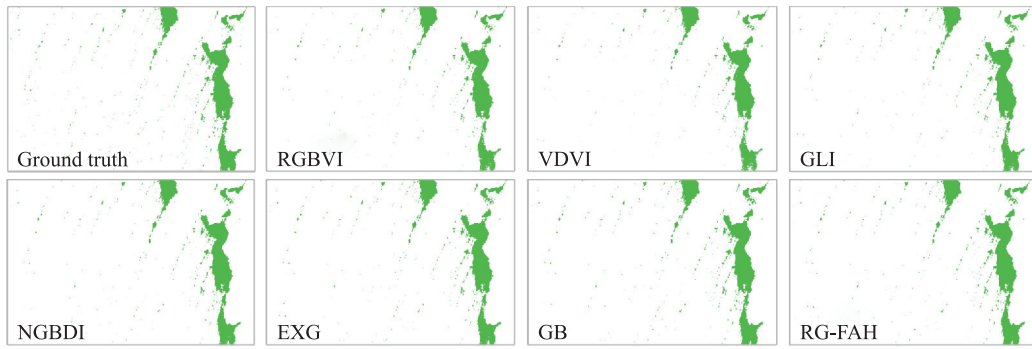 Ground truth
RGBVI
VDVI
GLI
NGBDI
EXG
GB
RG-FAH